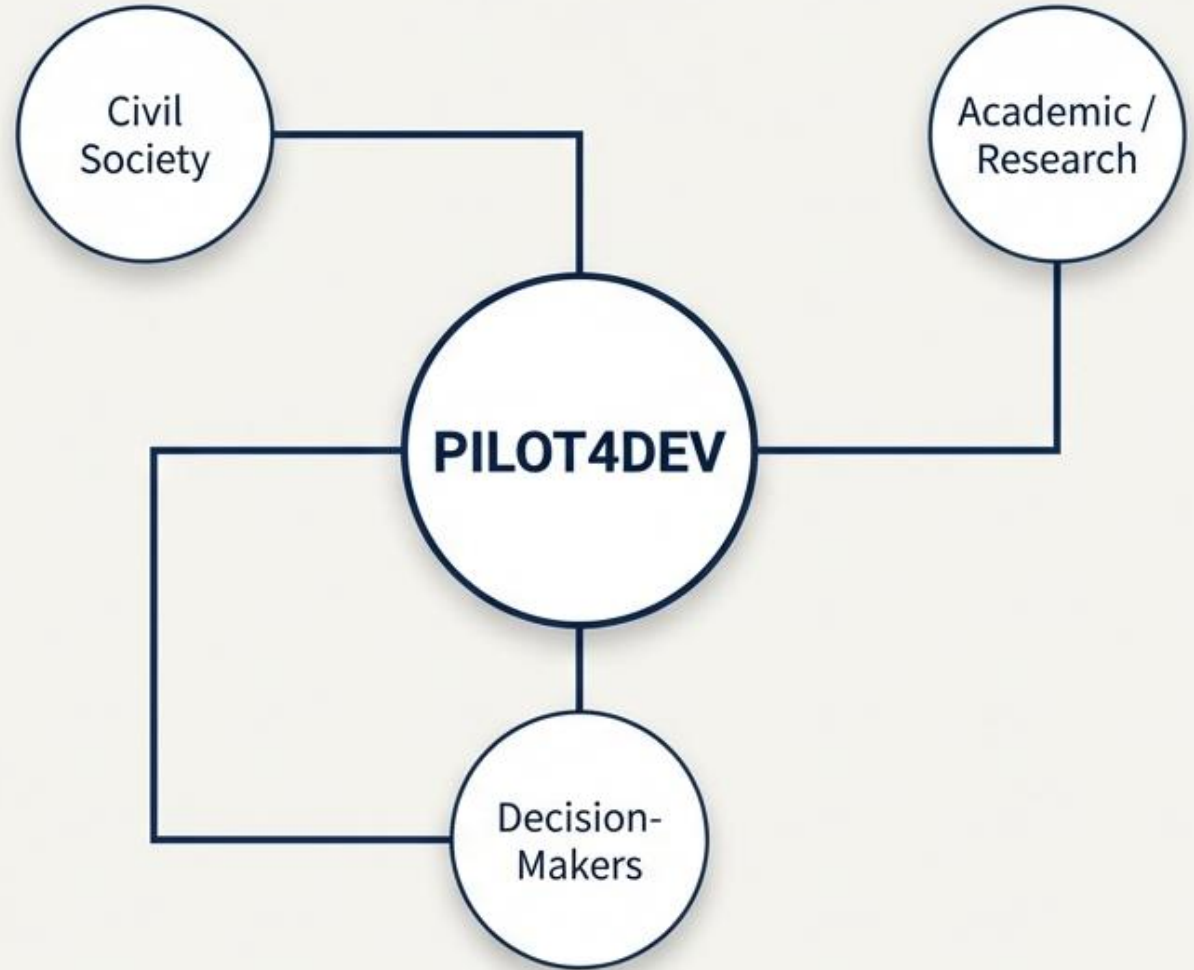 Civil
Society
Academic /
Research
PILOT4DEV
Decision-
Makers